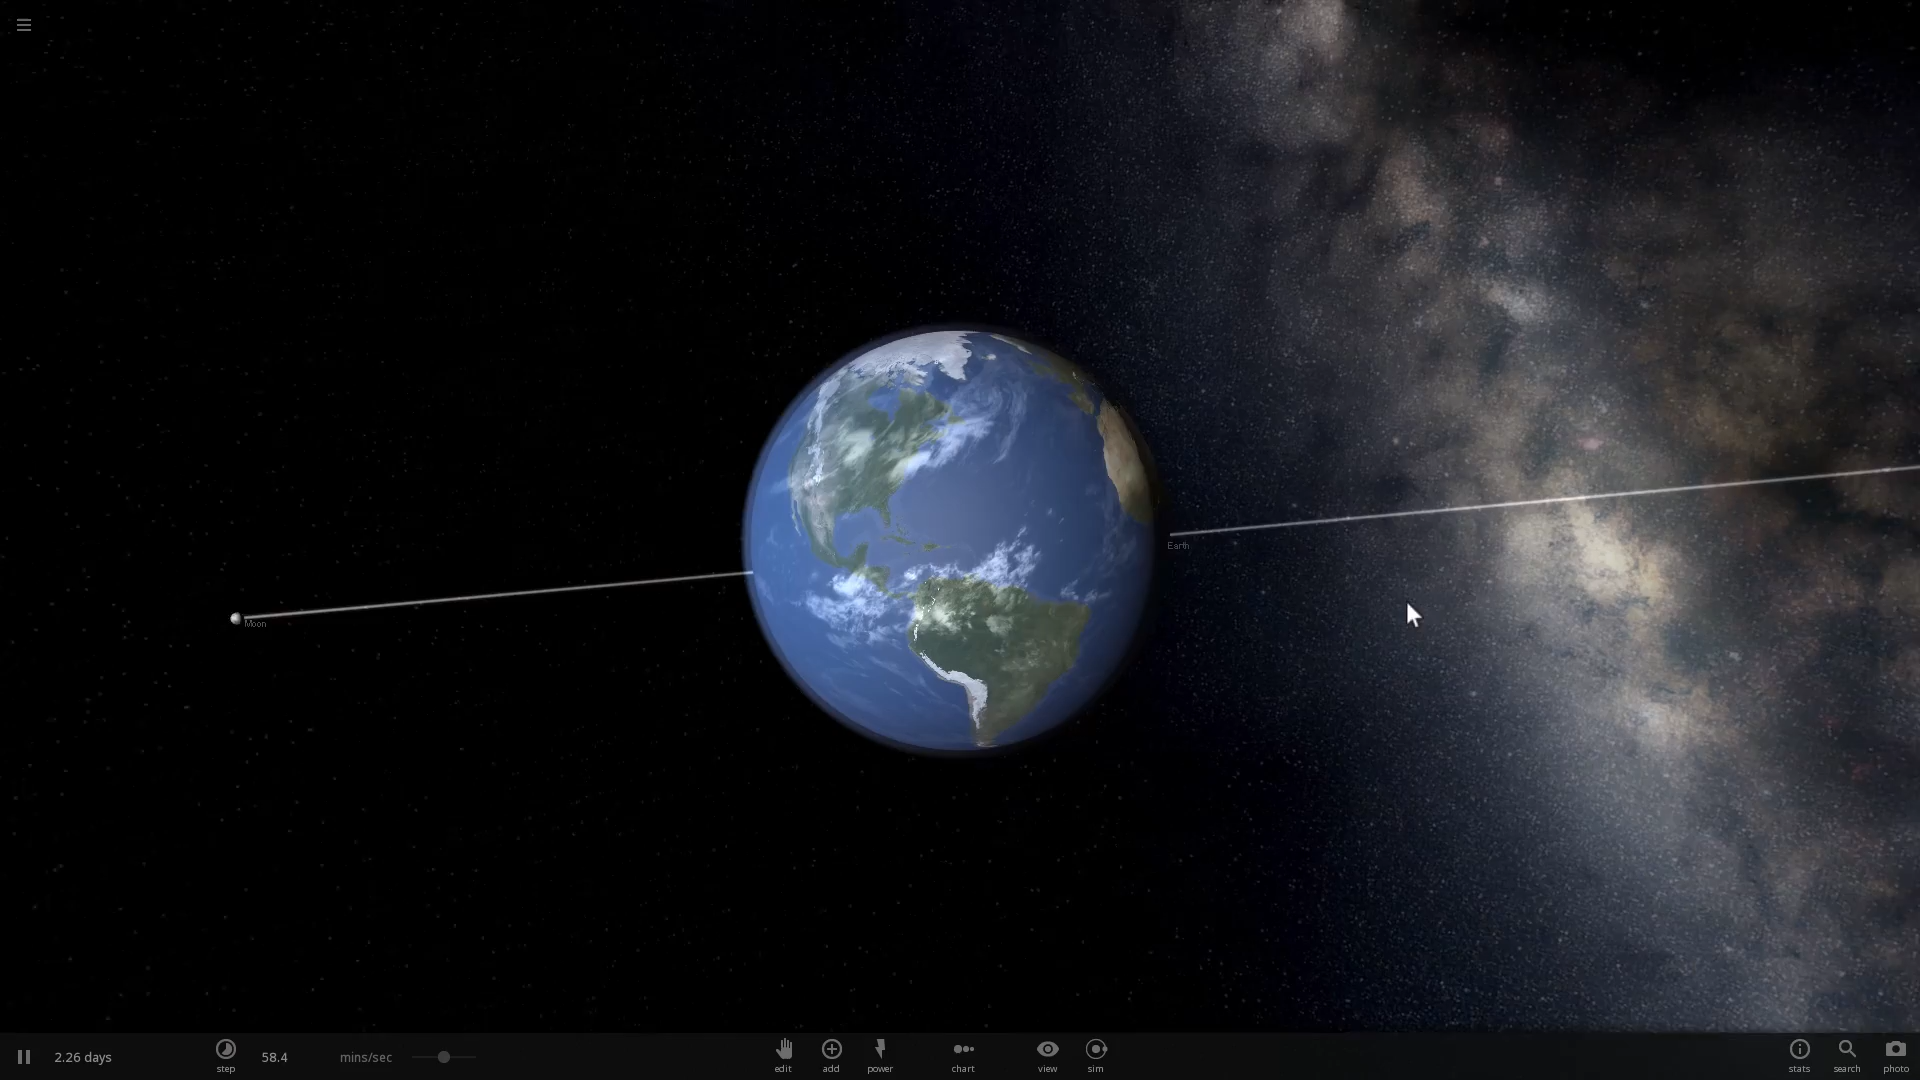 Earth
Moon
2.26 days
step
58.4
mins/sec
edit
add
power
chart
view
sim
stats
search
photo